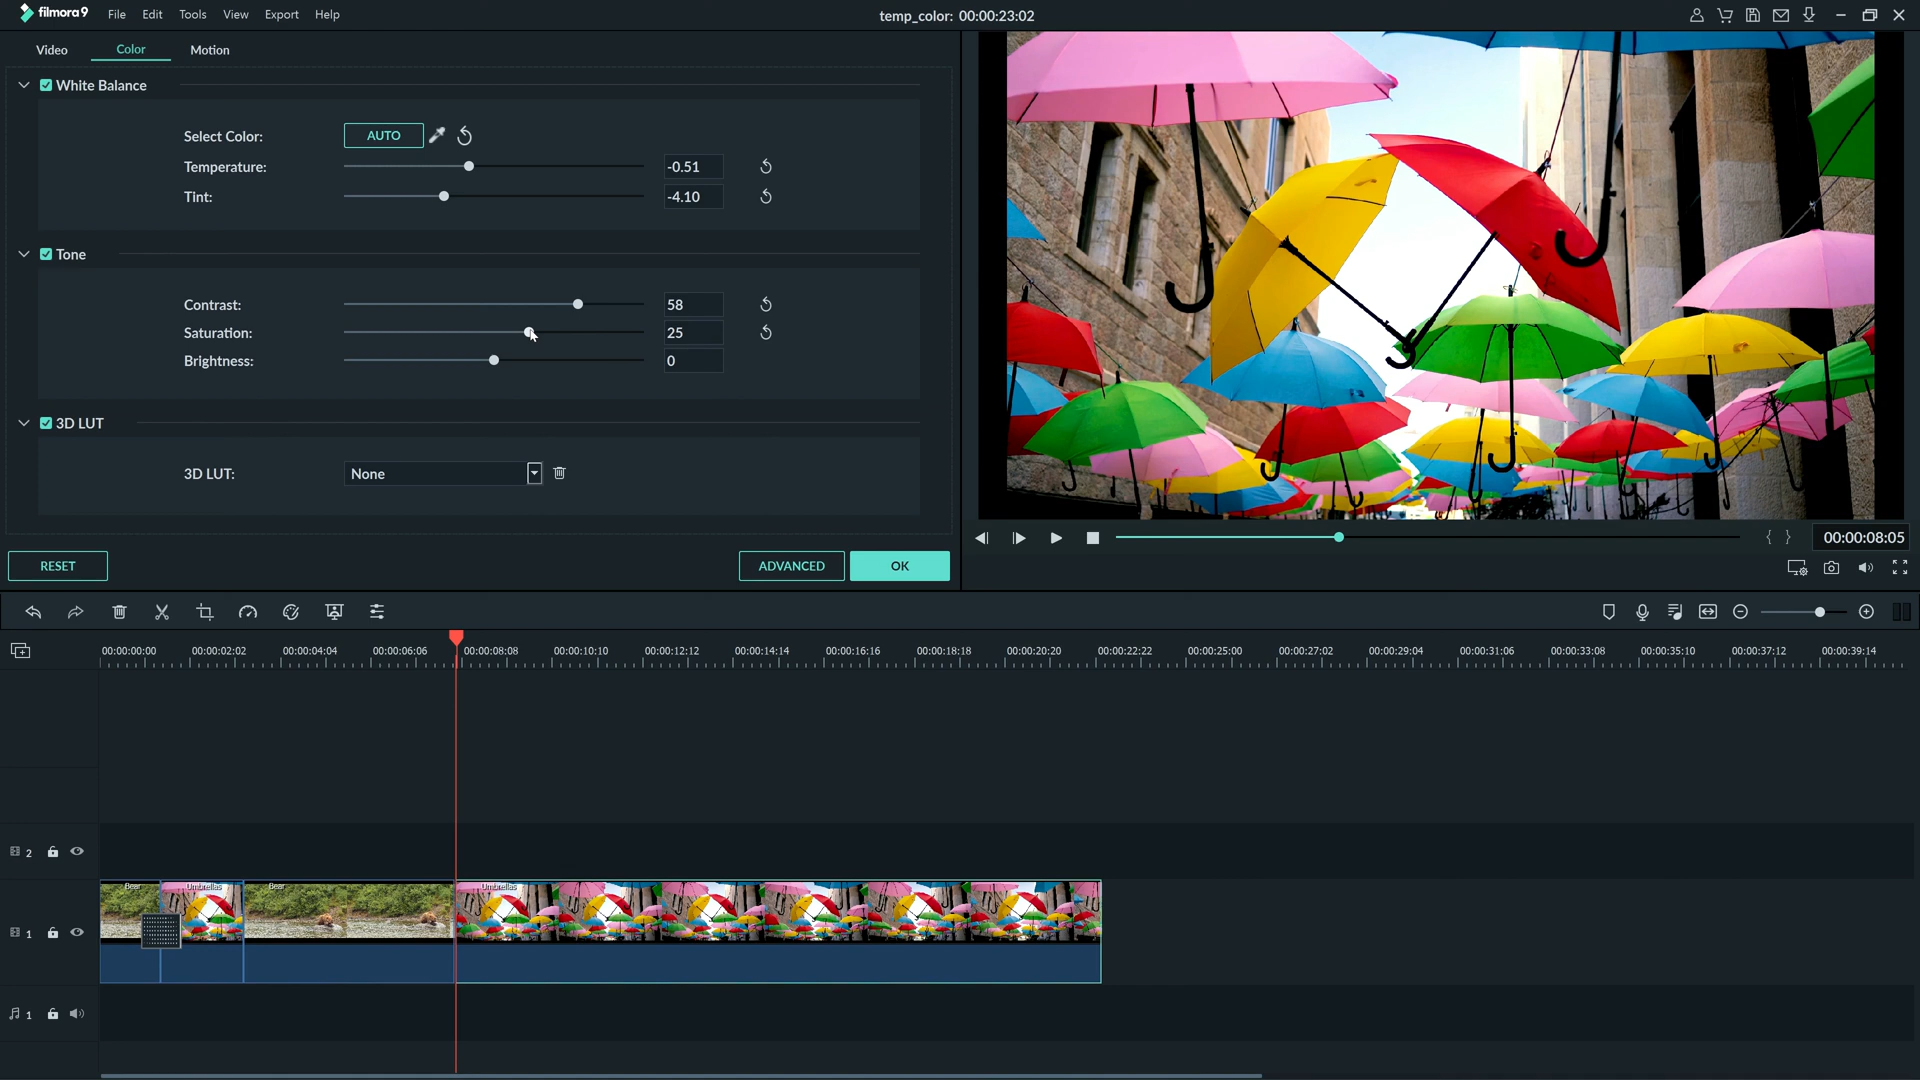 filmora9 File Edit Tools View Export Help temp_color: 00:00:23:02
Video Color Motion
White Balance
Select Color: AUTO
Temperature: -0.51
Tint: -4.10
Tone
Contrast: 58
Saturation: 25
Brightness: 0
3D LUT
3D LUT: None
RESET ADVANCED OK
00:00:08:05
00:00:00:00 00:00:02:02 00:00:04:04 00:00:06:06 00:00:08:08 00:00:10:10 00:00:12:12 00:00:14:14 00:00:16:16 00:00:18:18 00:00:20:20 00:00:22:22 00:00:25:00 00:00:27:02 00:00:29:04 00:00:31:06 00:00:33:08 00:00:35:10 00:00:37:12 00:00:39:14
2
Bear Umbrellas Bear Umbrellas
1
1